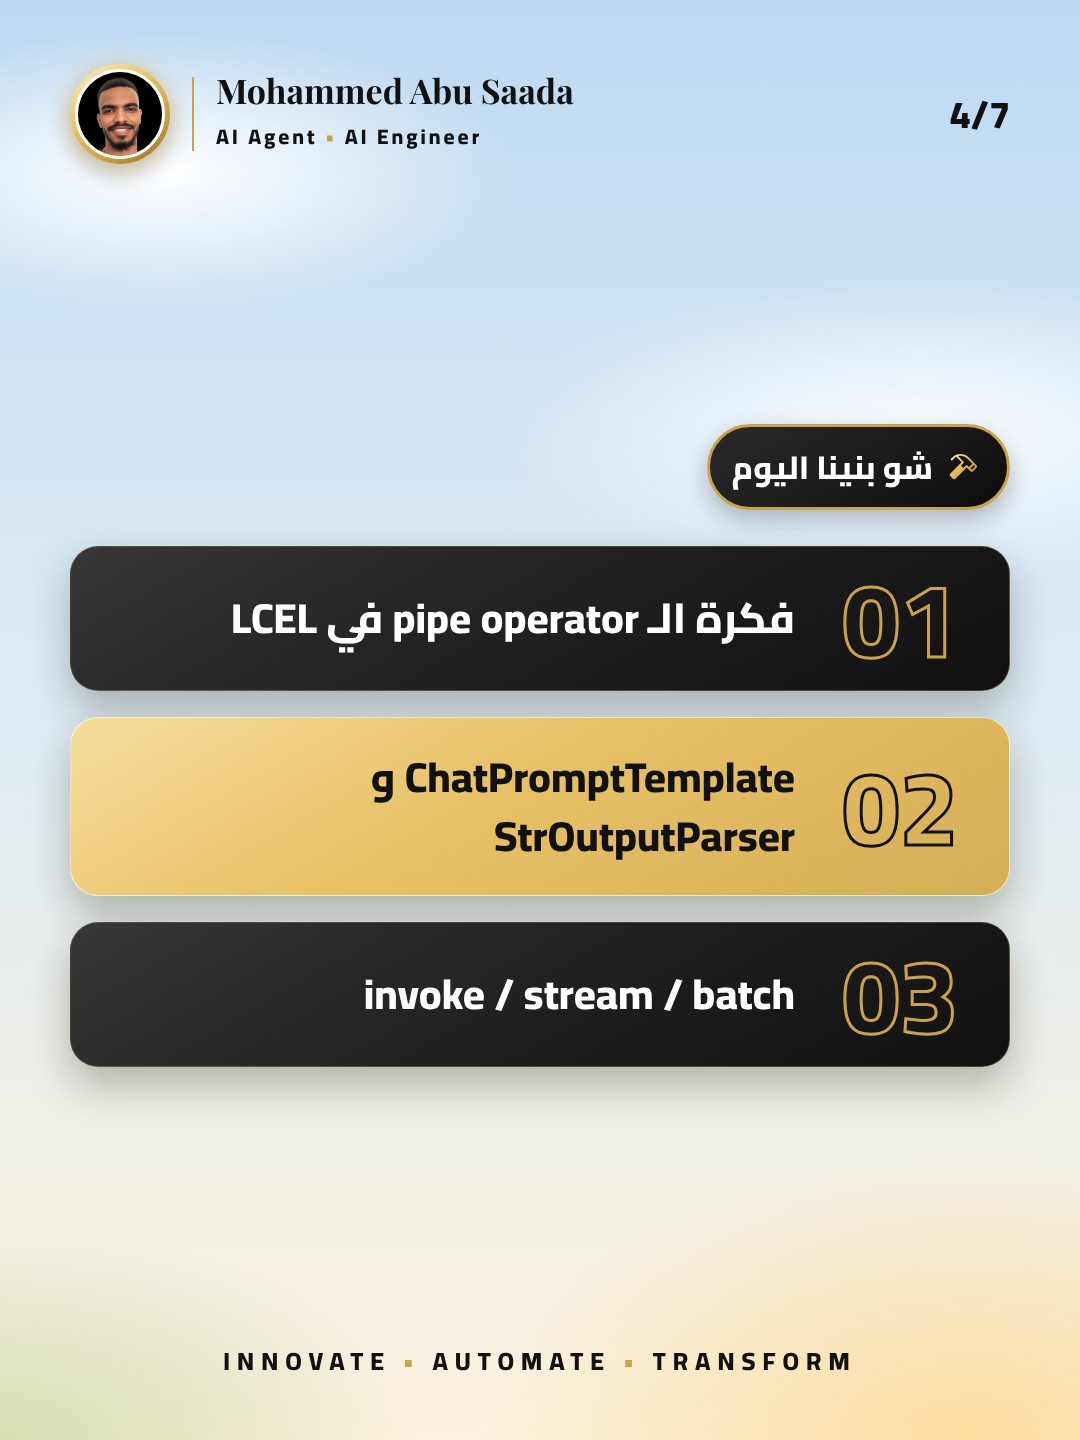 Mohammed Abu Saada
AI Agent ▪ AI Engineer
4/7
شو بنينا اليوم
01
فكرة الـ pipe operator في LCEL
02
ChatPromptTemplate و
StrOutputParser
03
invoke / stream / batch
INNOVATE ▪ AUTOMATE ▪ TRANSFORM